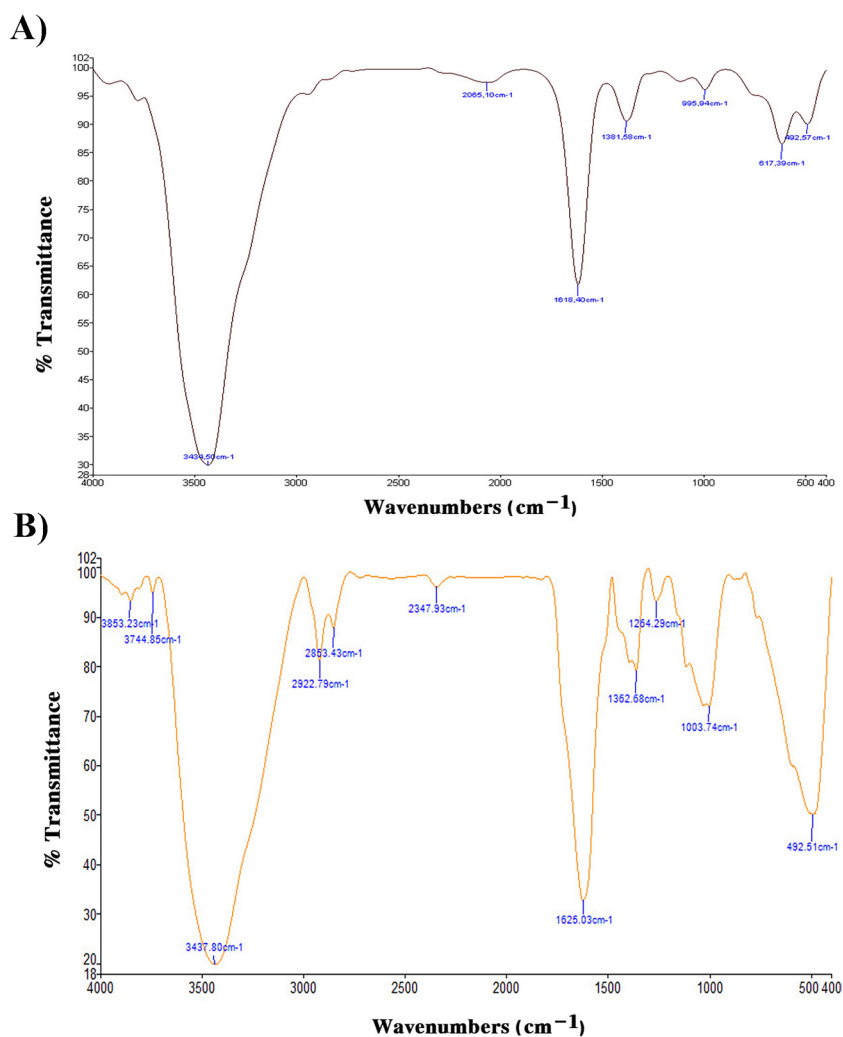 A)
% Transmittance
102
100
95
90
85
80
75
70
65
60
55
50
45
40
35
30
28
2065,10cm-1
1381,58cm-1
995,94cm-1
492,57cm-1
617,39cm-1
1618,40cm-1
3434,50cm-1
4000 3500 3000 2500 2000 1500 1000 500 400
Wavenumbers (cm−1)
B)
% Transmittance
102
100
90
80
70
60
50
40
30
20
18
3853.23cm-1
3744.85cm-1
2922.79cm-1
2853.43cm-1
2347.93cm-1
1264.29cm-1
1362.68cm-1
1003.74cm-1
492.51cm-1
1625.03cm-1
3437.80cm-1
4000 3500 3000 2500 2000 1500 1000 500 400
Wavenumbers (cm−1)